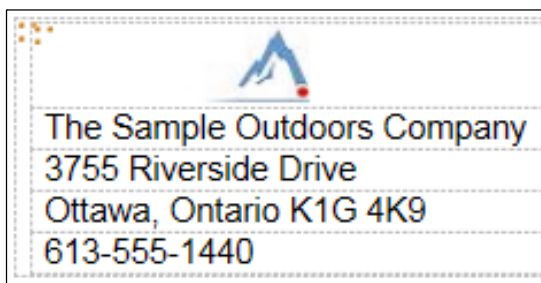 The Sample Outdoors Company
3755 Riverside Drive
Ottawa, Ontario K1G 4K9
613-555-1440